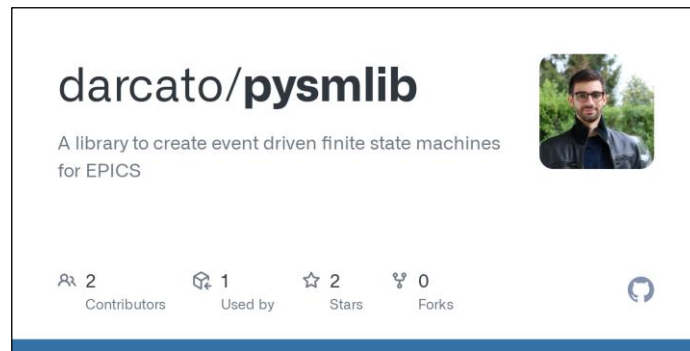 darcato/pysmlib
A library to create event driven finite state machines
for EPICS
2
Contributors
1
Used by
2
Stars
0
Forks